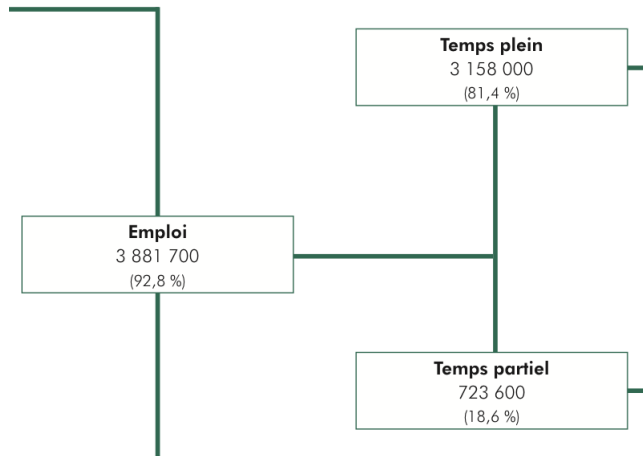 Temps plein
3 158 000
(81,4 %)
Emploi
3 881 700
(92,8 %)
Temps partiel
723 600
(18,6 %)